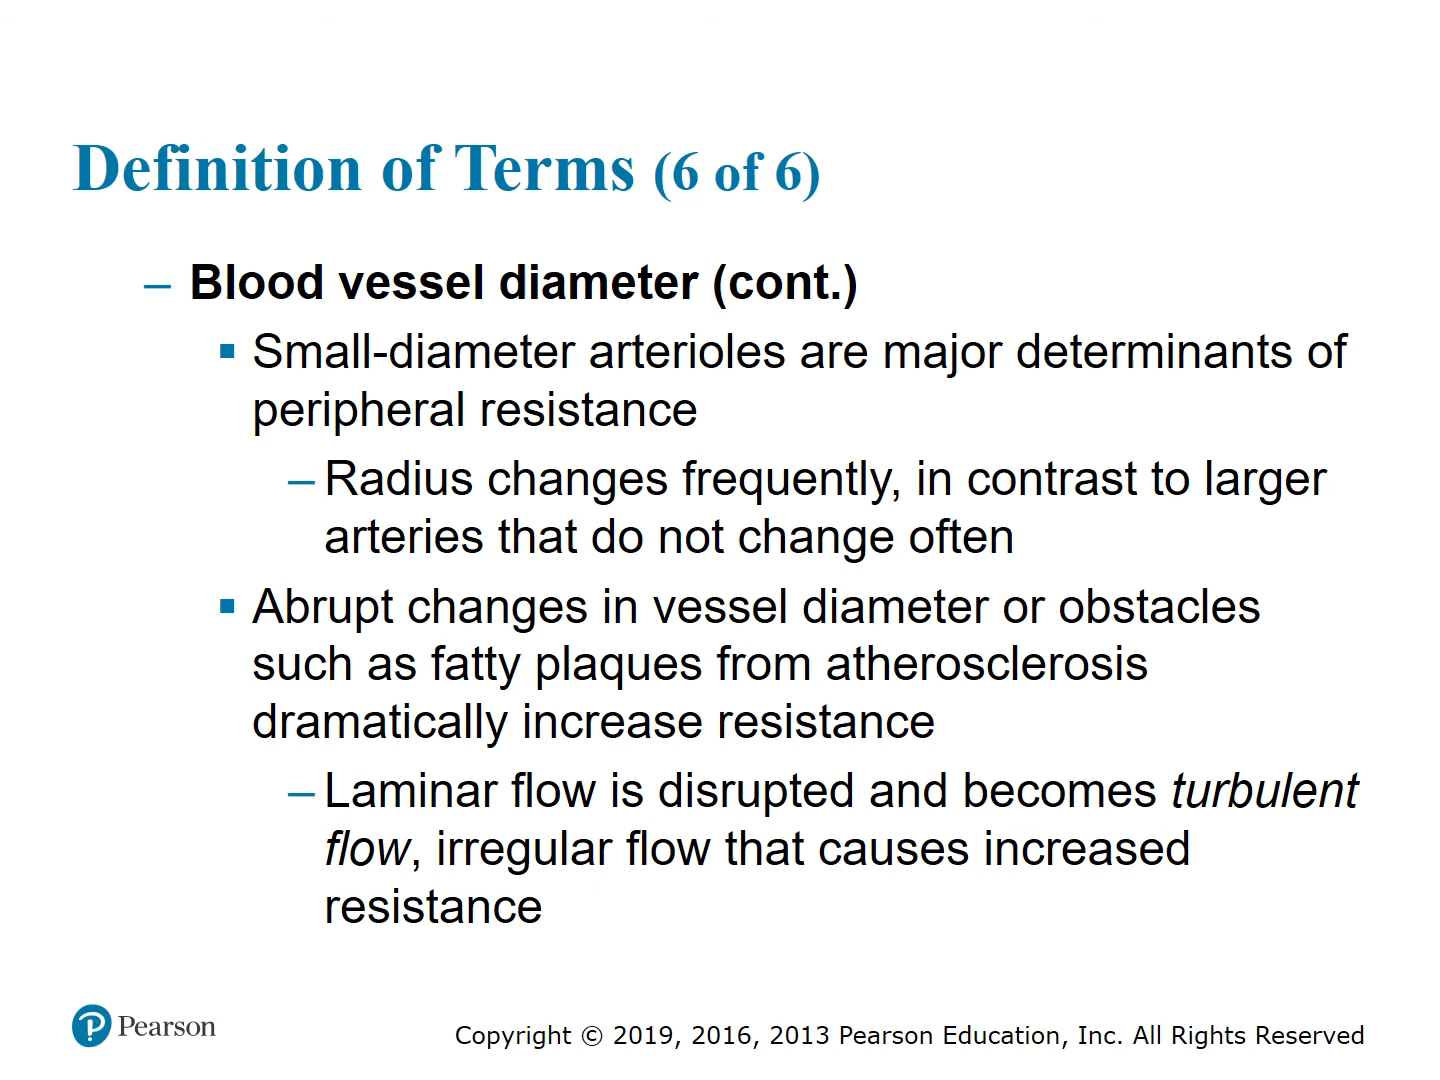 Definition of Terms (6 of 6)
– Blood vessel diameter (cont.)
▪ Small-diameter arterioles are major determinants of
peripheral resistance
– Radius changes frequently, in contrast to larger
arteries that do not change often
▪ Abrupt changes in vessel diameter or obstacles
such as fatty plaques from atherosclerosis
dramatically increase resistance
– Laminar flow is disrupted and becomes turbulent
flow, irregular flow that causes increased
resistance
Pearson
Copyright © 2019, 2016, 2013 Pearson Education, Inc. All Rights Reserved